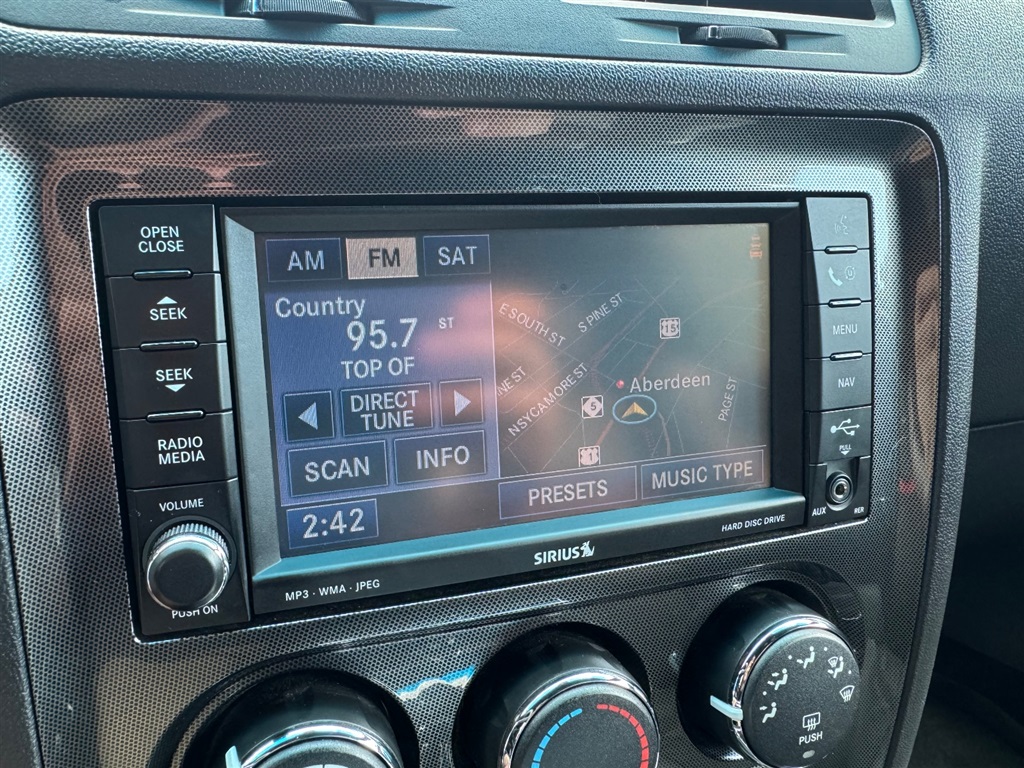 OPEN
CLOSE
SEEK
SEEK
RADIO
MEDIA
VOLUME
PUSH ON
AM FM SAT
Country
95.7 ST
TOP OF
DIRECT
TUNE
SCAN INFO
2:42
E SOUTH ST
S PINE ST
15
Aberdeen
N SYCAMORE ST
INE ST
5
PAGE ST
PRESETS MUSIC TYPE
MENU
NAV
PULL
AUX
HARD DISC DRIVE
SIRIUS
MP3 · WMA · JPEG
PUSH